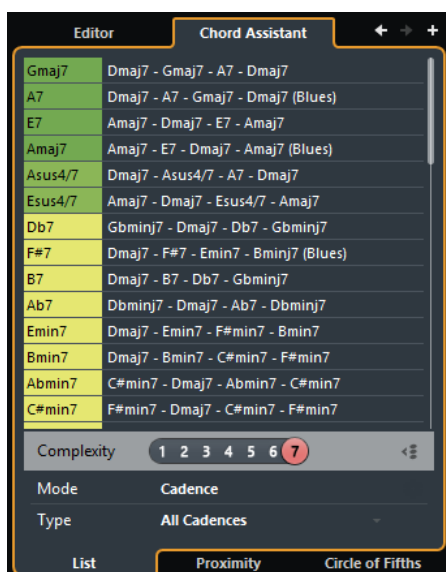 Editor Chord Assistant
Gmaj7 Dmaj7 - Gmaj7 - A7 - Dmaj7
A7 Dmaj7 - A7 - Gmaj7 - Dmaj7 (Blues)
E7 Amaj7 - Dmaj7 - E7 - Amaj7
Amaj7 Amaj7 - E7 - Dmaj7 - Amaj7 (Blues)
Asus4/7 Dmaj7 - Asus4/7 - A7 - Dmaj7
Esus4/7 Amaj7 - Dmaj7 - Esus4/7 - Amaj7
Db7 Gbminj7 - Dmaj7 - Db7 - Gbminj7
F#7 Dmaj7 - F#7 - Emin7 - Bminj7 (Blues)
B7 Dmaj7 - B7 - Db7 - Gbminj7
Ab7 Dbminj7 - Dmaj7 - Ab7 - Dbminj7
Emin7 Dmaj7 - Emin7 - F#min7 - Bmin7
Bmin7 Dmaj7 - Bmin7 - C#min7 - F#min7
Abmin7 C#min7 - Dmaj7 - Abmin7 - C#min7
C#min7 F#min7 - Dmaj7 - C#min7 - F#min7
Complexity 1 2 3 4 5 6 7
Mode Cadence
Type All Cadences
List Proximity Circle of Fifths